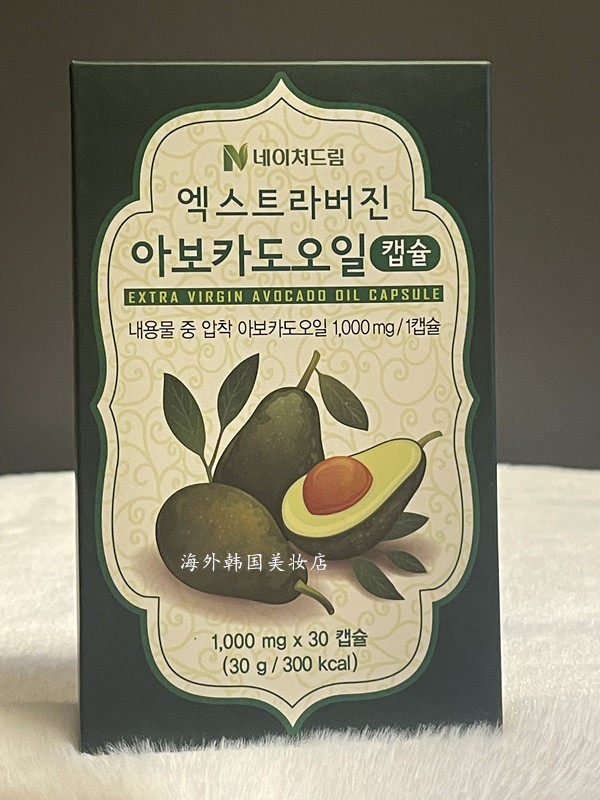 네이처드림
엑스트라버진
아보카도오일 캡슐
EXTRA VIRGIN AVOCADO OIL CAPSULE
내용물 중 압착 아보카도오일 1,000 mg / 1캡슐
海外韩国美妆店
1,000 mg x 30 캡슐
(30 g / 300 kcal)